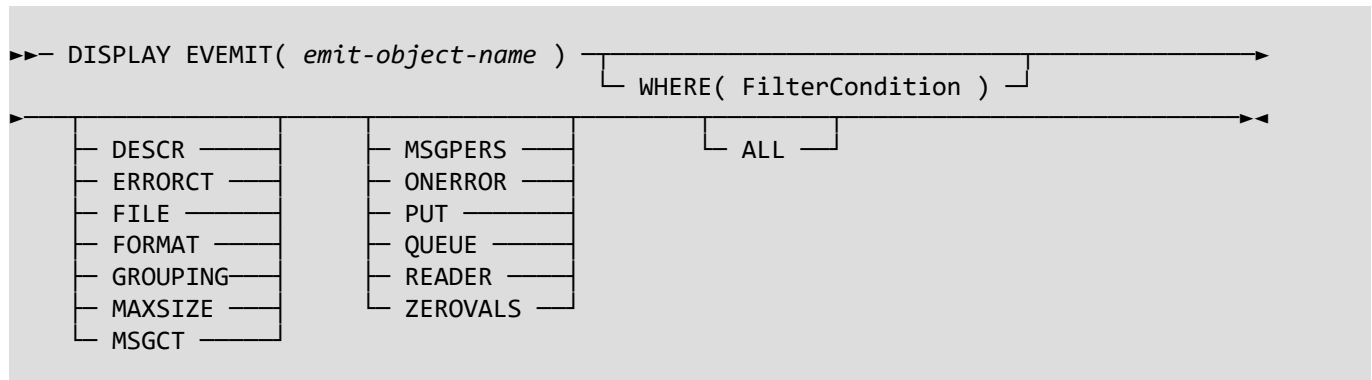 DISPLAY EVEMIT( emit-object-name )
WHERE( FilterCondition )
DESCR MSGPERS ALL
ERRORCT ONERROR
FILE PUT
FORMAT QUEUE
GROUPING READER
MAXSIZE ZEROVALS
MSGCT